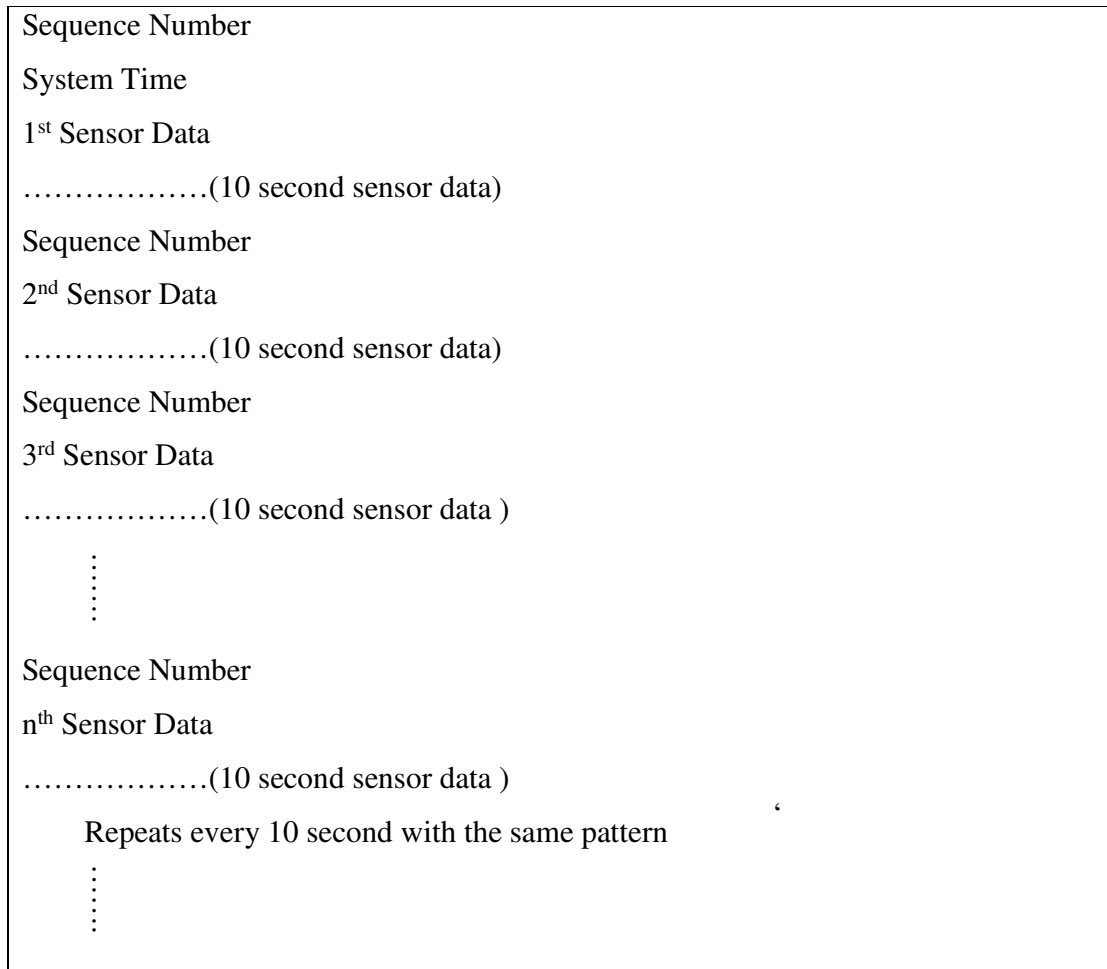 Sequence Number
System Time
1st Sensor Data
………………(10 second sensor data)
Sequence Number
2nd Sensor Data
………………(10 second sensor data)
Sequence Number
3rd Sensor Data
………………(10 second sensor data )
⋮
Sequence Number
nth Sensor Data
………………(10 second sensor data )
‘
Repeats every 10 second with the same pattern
⋮